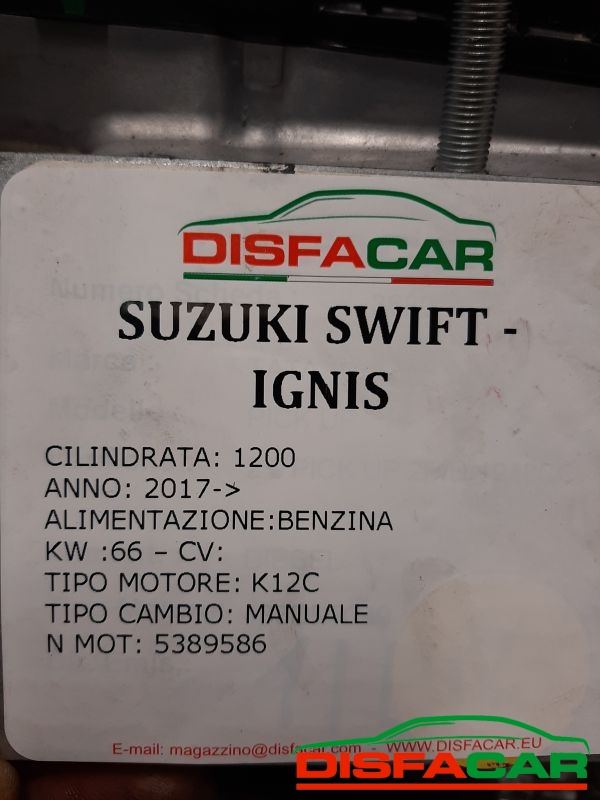 DISFACAR
SUZUKI SWIFT -
IGNIS
CILINDRATA: 1200
ANNO: 2017->
ALIMENTAZIONE:BENZINA
KW :66 – CV:
TIPO MOTORE: K12C
TIPO CAMBIO: MANUALE
N MOT: 5389586
E-mail: magazzino@disfacar.com - WWW.DISFACAR.EU
DISFACAR